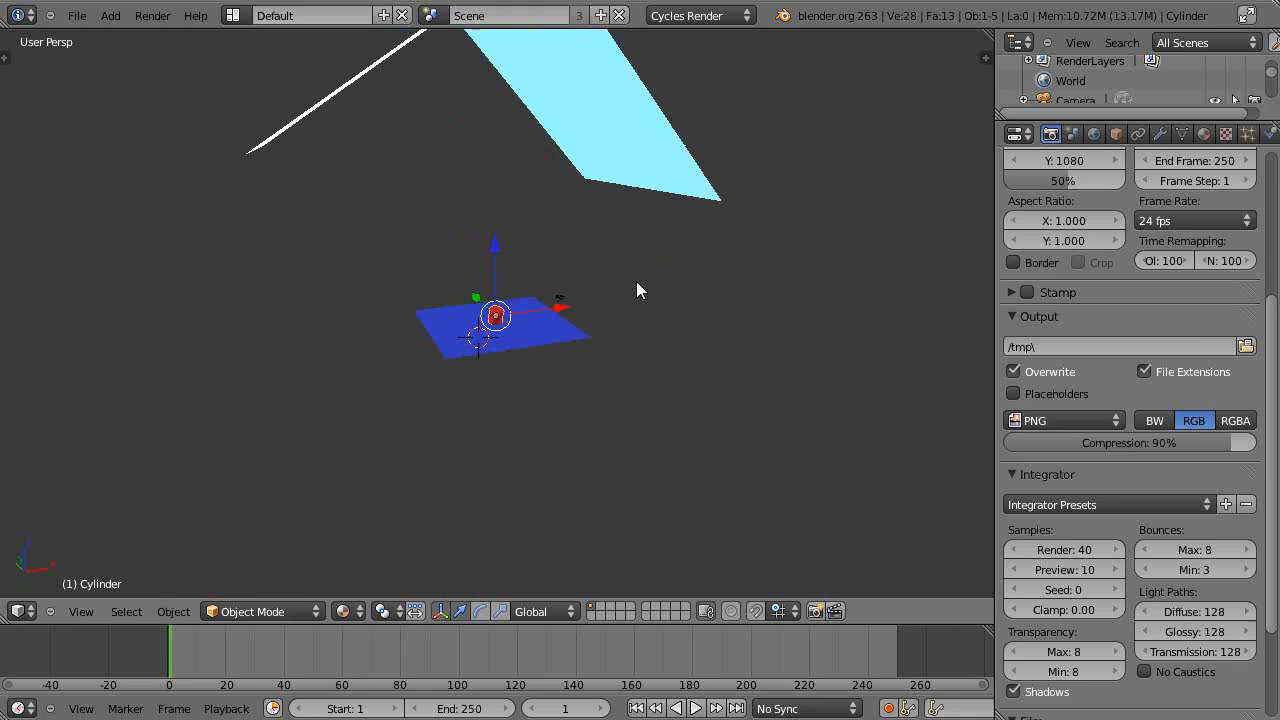 File Add Render Help Default Scene 3 Cycles Render blender.org 263 | Ve:28 | Fa:13 | Ob:1-5 | La:0 | Mem:10.72M (13.17M) | Cylinder
User Persp
View Search All Scenes
RenderLayers
World
Camera
Y: 1080 End Frame: 250
50% Frame Step: 1
Aspect Ratio: Frame Rate:
X: 1.000 24 fps
Y: 1.000 Time Remapping:
Border Crop Ol: 100 N: 100
Stamp
Output
/tmp\
Overwrite File Extensions
Placeholders
PNG BW RGB RGBA
Compression: 90%
Integrator
Integrator Presets
Samples: Bounces:
Render: 40 Max: 8
Preview: 10 Min: 3
Seed: 0 Light Paths:
Clamp: 0.00 Diffuse: 128
Transparency: Glossy: 128
Max: 8 Transmission: 128
Min: 8 No Caustics
Shadows
(1) Cylinder
View Select Object Object Mode Global
-40 -20 0 20 40 60 80 100 120 140 160 180 200 220 240 260
View Marker Frame Playback Start: 1 End: 250 1 No Sync